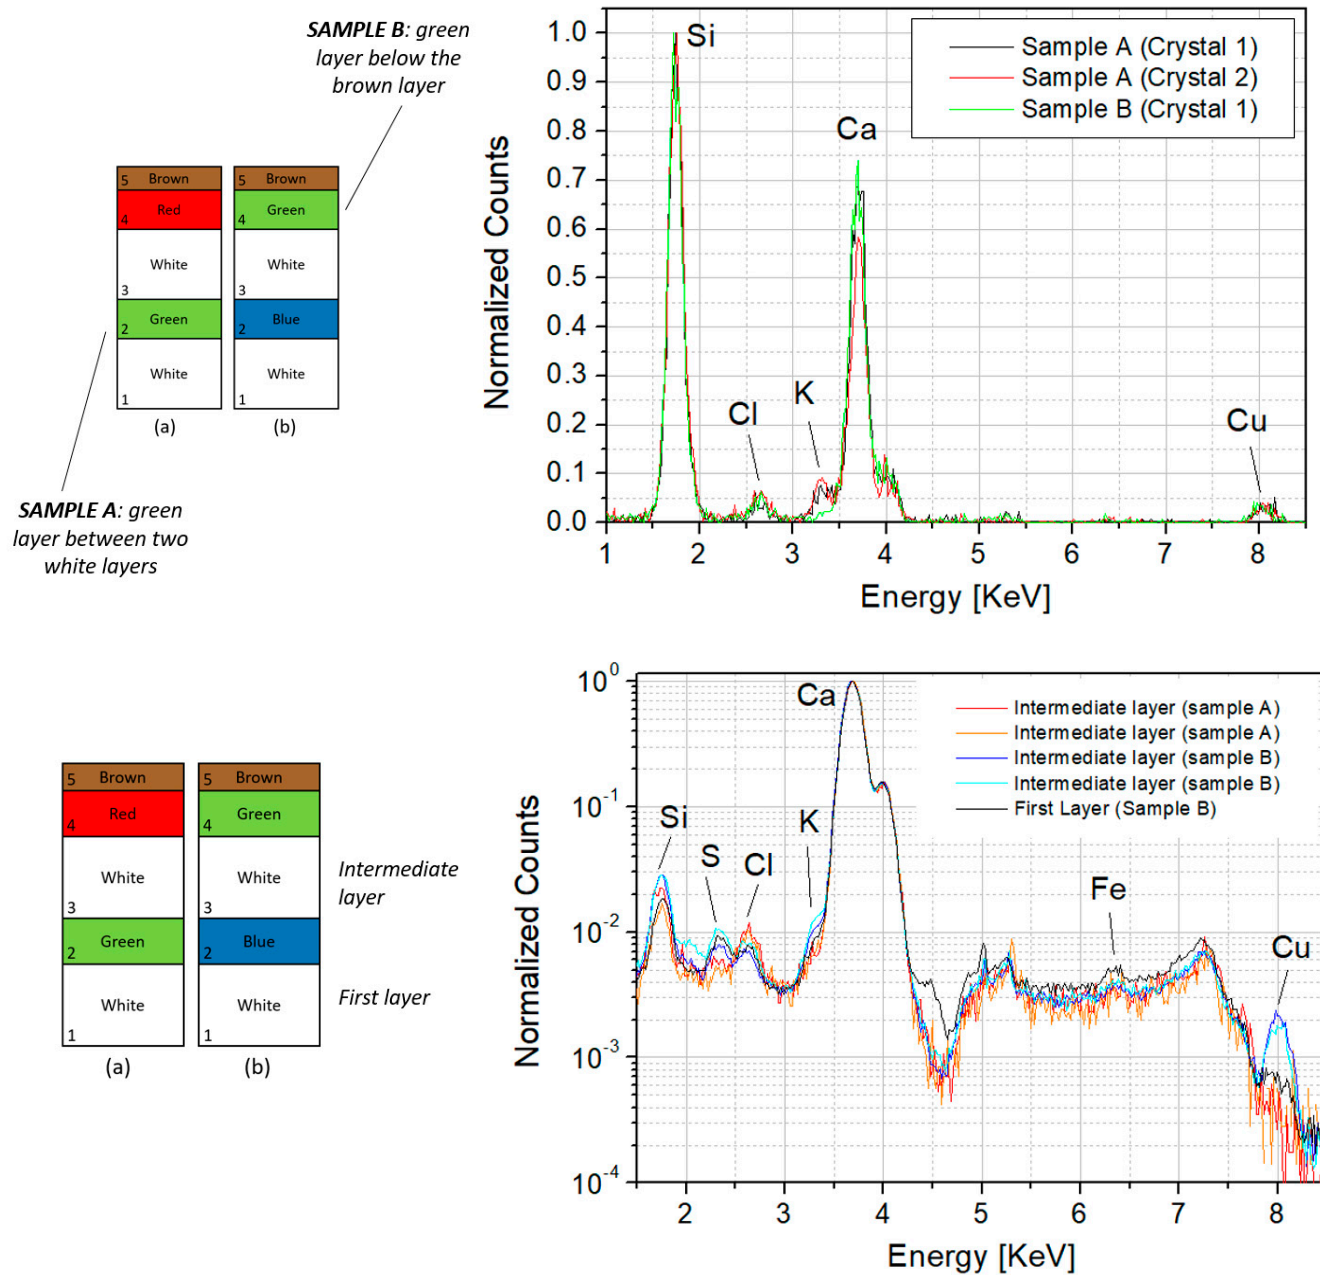 SAMPLE B: green
layer below the
brown layer
5 Brown
4 Red
3 White
2 Green
1 White
(a)
5 Brown
4 Green
3 White
2 Blue
1 White
(b)
SAMPLE A: green
layer between two
white layers
Normalized Counts
1.0
0.9
0.8
0.7
0.6
0.5
0.4
0.3
0.2
0.1
0.0
Si
Cl
K
Ca
Cu
Sample A (Crystal 1)
Sample A (Crystal 2)
Sample B (Crystal 1)
1 2 3 4 5 6 7 8
Energy [KeV]
5 Brown
4 Red
3 White
2 Green
1 White
(a)
5 Brown
4 Green
3 White
2 Blue
1 White
(b)
Intermediate
layer
First layer
Normalized Counts
10⁰
10⁻¹
10⁻²
10⁻³
10⁻⁴
Si
S
Cl
K
Ca
Fe
Cu
Intermediate layer (sample A)
Intermediate layer (sample A)
Intermediate layer (sample B)
Intermediate layer (sample B)
First Layer (Sample B)
2 3 4 5 6 7 8
Energy [KeV]